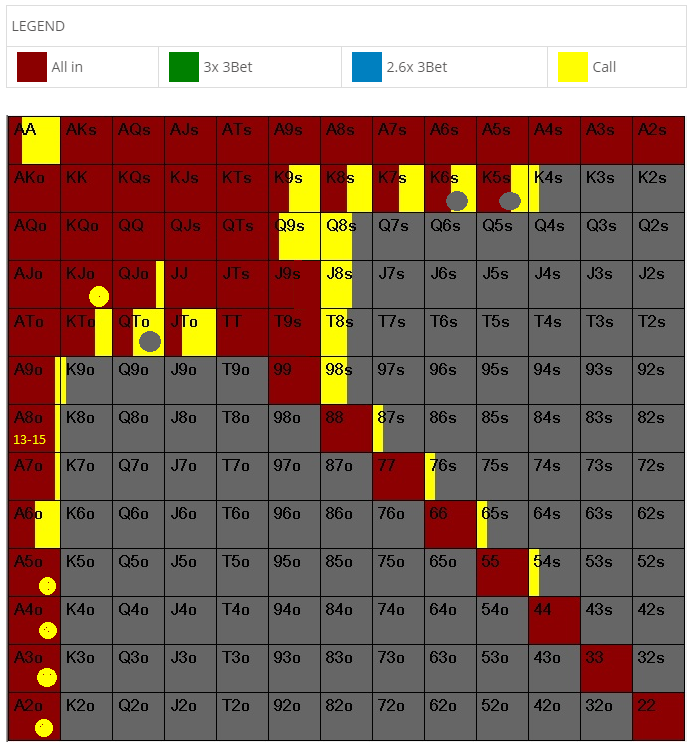 LEGEND
All in 3x 3Bet 2.6x 3Bet Call
AA AKs AQs AJs ATs A9s A8s A7s A6s A5s A4s A3s A2s
AKo KK KQs KJs KTs K9s K8s K7s K6s K5s K4s K3s K2s
AQo KQo QQ QJs QTs Q9s Q8s Q7s Q6s Q5s Q4s Q3s Q2s
AJo KJo QJo JJ JTs J9s J8s J7s J6s J5s J4s J3s J2s
ATo KTo QTo JTo TT T9s T8s T7s T6s T5s T4s T3s T2s
A9o K9o Q9o J9o T9o 99 98s 97s 96s 95s 94s 93s 92s
A8o K8o Q8o J8o T8o 98o 88 87s 86s 85s 84s 83s 82s
13-15
A7o K7o Q7o J7o T7o 97o 87o 77 76s 75s 74s 73s 72s
A6o K6o Q6o J6o T6o 96o 86o 76o 66 65s 64s 63s 62s
A5o K5o Q5o J5o T5o 95o 85o 75o 65o 55 54s 53s 52s
A4o K4o Q4o J4o T4o 94o 84o 74o 64o 54o 44 43s 42s
A3o K3o Q3o J3o T3o 93o 83o 73o 63o 53o 43o 33 32s
A2o K2o Q2o J2o T2o 92o 82o 72o 62o 52o 42o 32o 22